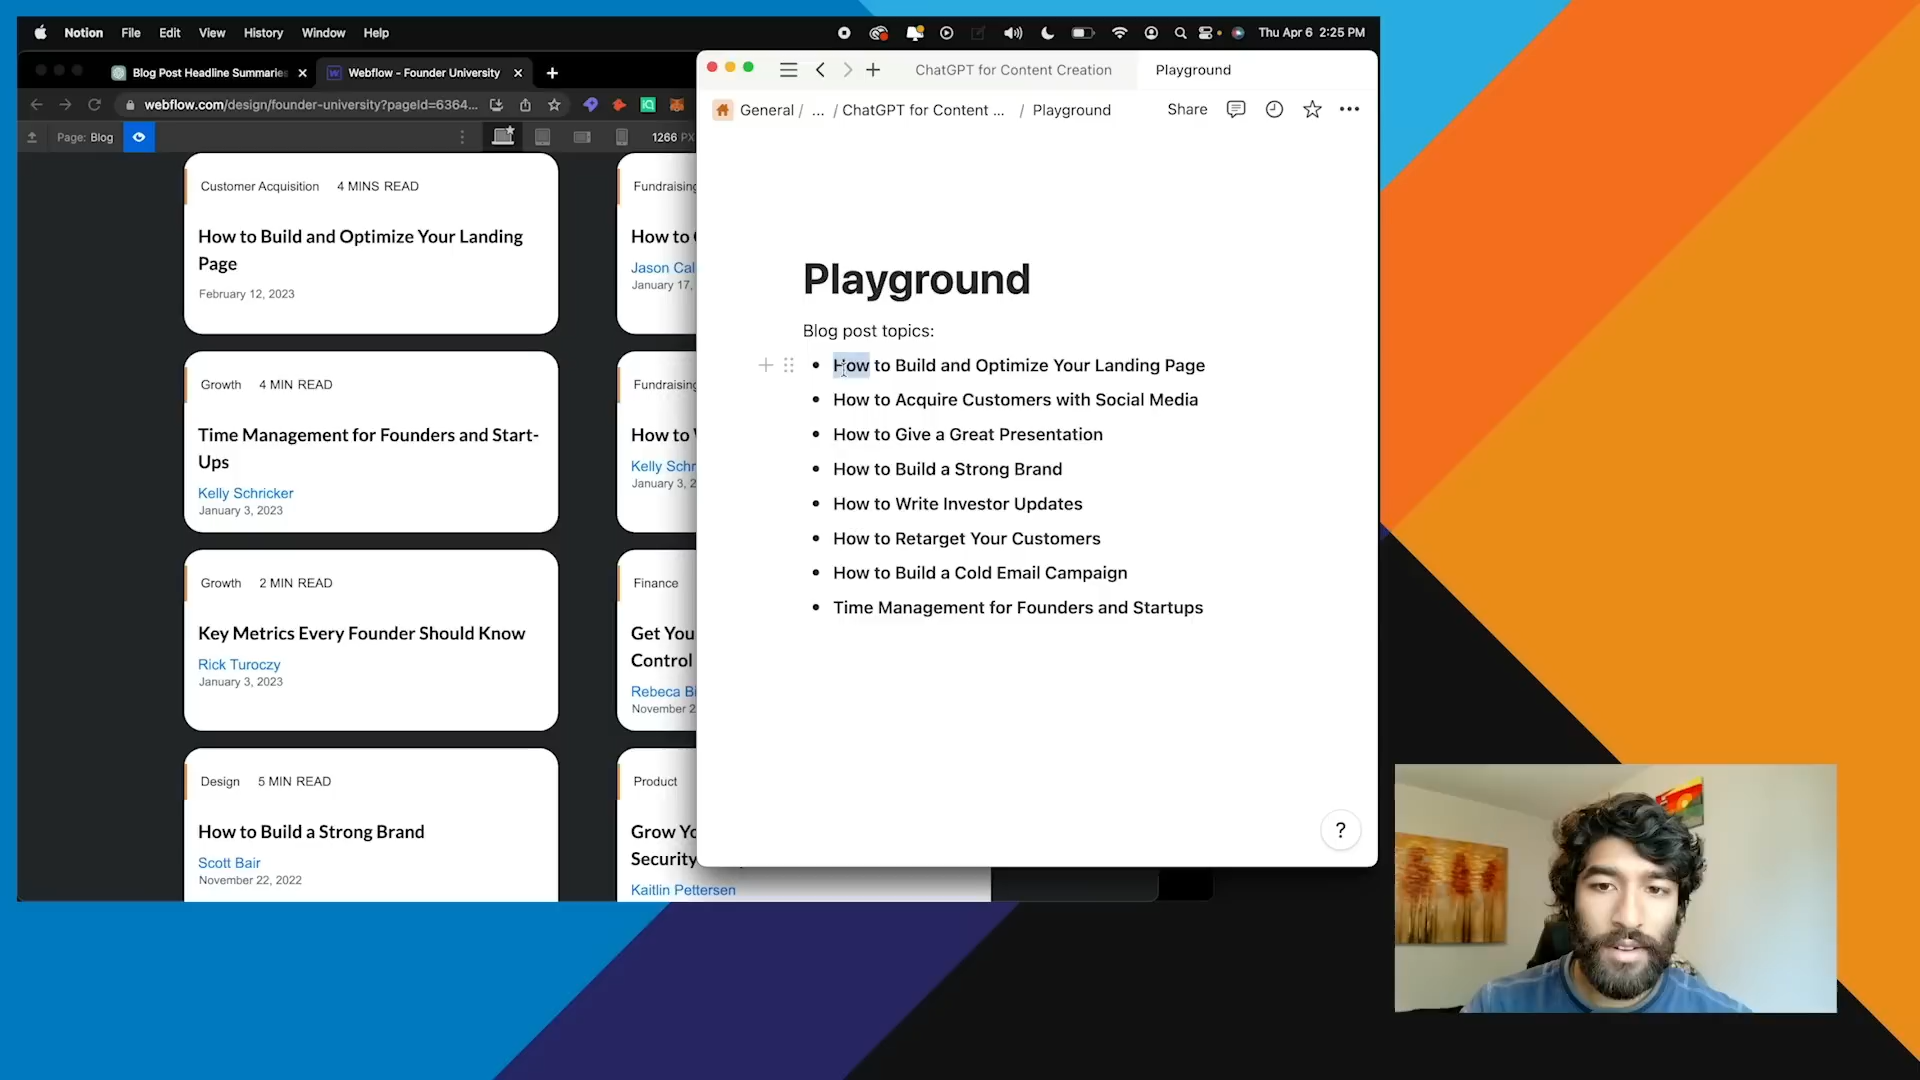 Notion File Edit View History Window Help
Thu Apr 6 2:25 PM
Blog Post Headline Summaries
Webflow - Founder University
webflow.com/design/founder-university?pageId=6364...
Page: Blog
1266 PX
Customer Acquisition 4 MINS READ
How to Build and Optimize Your Landing
Page
February 12, 2023
Growth 4 MIN READ
Time Management for Founders and Start-
Ups
Kelly Schricker
January 3, 2023
Growth 2 MIN READ
Key Metrics Every Founder Should Know
Rick Turoczy
January 3, 2023
Design 5 MIN READ
How to Build a Strong Brand
Scott Bair
November 22, 2022
Fundraising
How to
Jason Cal
January 17,
Fundraising
How to
Kelly Schr
January 3, 2
Finance
Get You
Control
Rebeca Bi
November 2
Product
Grow Yo
Security
Kaitlin Pettersen
ChatGPT for Content Creation
Playground
General / ... / ChatGPT for Content ... / Playground
Share
Playground
Blog post topics:
• How to Build and Optimize Your Landing Page
• How to Acquire Customers with Social Media
• How to Give a Great Presentation
• How to Build a Strong Brand
• How to Write Investor Updates
• How to Retarget Your Customers
• How to Build a Cold Email Campaign
• Time Management for Founders and Startups
?